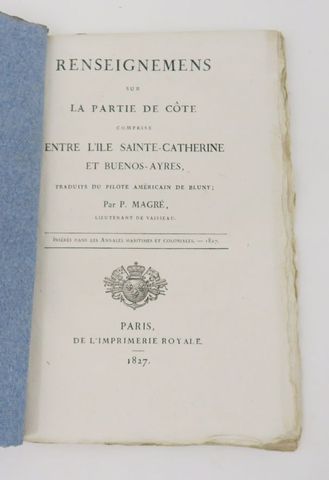 RENSEIGNEMENS
SUR
LA PARTIE DE CÔTE
COMPRISE
ENTRE L'ILE SAINTE-CATHERINE
ET BUENOS-AYRES,
TRADUITS DU PILOTE AMÉRICAIN DE BLUNT;
Par P. MAGRÉ,
LIEUTENANT DE VAISSEAU.
INSÉRÉS DANS LES ANNALES MARITIMES ET COLONIALES. — 1827.
PARIS,
DE L'IMPRIMERIE ROYALE.
1827.